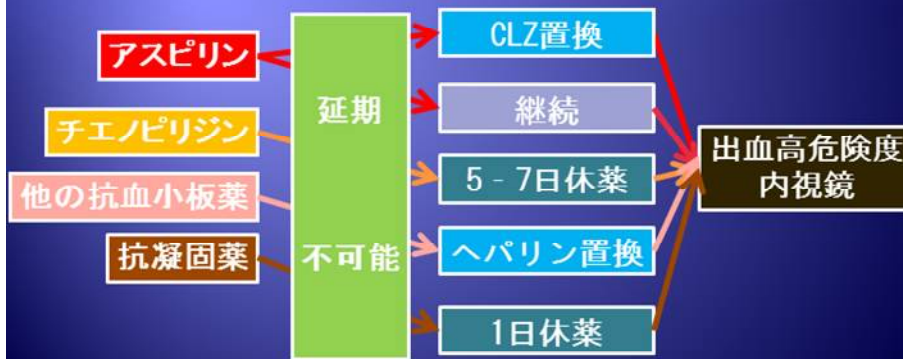 アスピリン
チエノピリジン
他の抗血小板薬
抗凝固薬
延期
不可能
CLZ置換
継続
5‐7日休薬
ヘパリン置換
1日休薬
出血高危険度
内視鏡